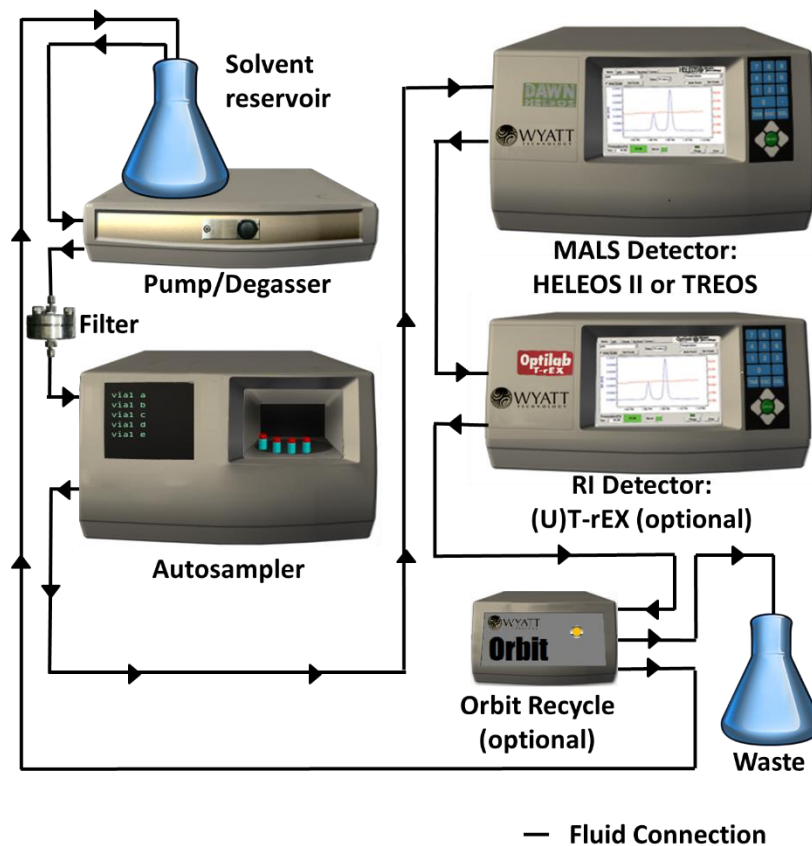 Solvent
reservoir
Pump/Degasser
Filter
vial a
vial b
vial c
vial d
vial e
Autosampler
DAWN
HELEOS
WYATT
TECHNOLOGY
MALS Detector:
HELEOS II or TREOS
Optilab
T-rEX
WYATT
TECHNOLOGY
RI Detector:
(U)T-rEX (optional)
WYATT
Orbit
Orbit Recycle
(optional)
Waste
Fluid Connection